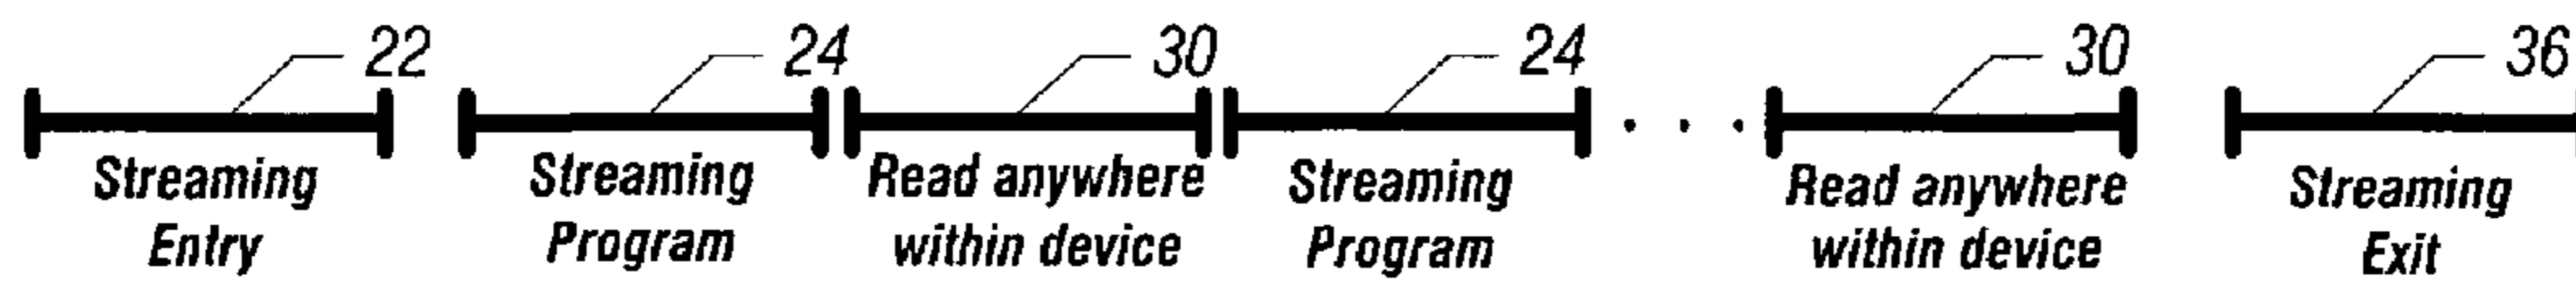 22 24 30 24 30 36
Streaming Streaming Read anywhere Streaming . . . Read anywhere Streaming
Entry Program within device Program within device Exit